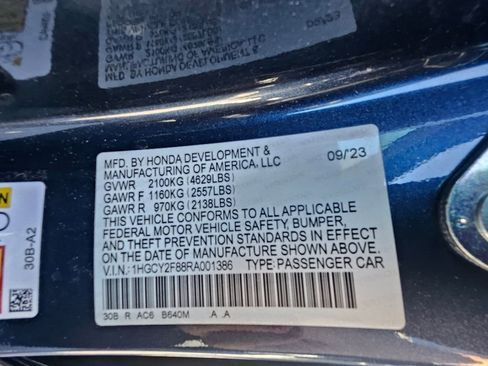 MFD. BY HONDA DEVELOPMENT &
MANUFACTURING OF AMERICA, LLC 09/23
GVWR 2100KG (4629LBS)
GAWR F 1160KG (2557LBS)
GAWR R 970KG (2138LBS)
THIS VEHICLE CONFORMS TO ALL APPLICABLE
FEDERAL MOTOR VEHICLE SAFETY, BUMPER,
AND THEFT PREVENTION STANDARDS IN EFFECT
ON THE DATE OF MANUFACTURE SHOWN ABOVE.
V.I.N.: 1HGCY2F88RA001386 TYPE:PASSENGER CAR
30B R AC6 B640M A A
30B-A2